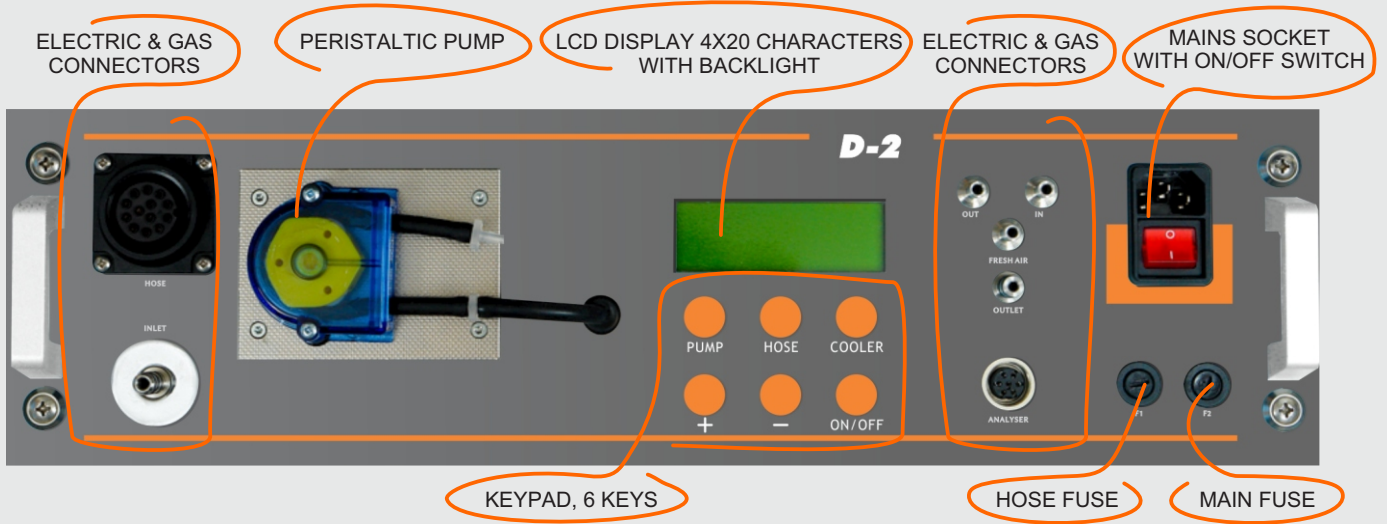 ELECTRIC & GAS
CONNECTORS
PERISTALTIC PUMP
LCD DISPLAY 4X20 CHARACTERS
WITH BACKLIGHT
ELECTRIC & GAS
CONNECTORS
MAINS SOCKET
WITH ON/OFF SWITCH
D-2
HOSE
INLET
OUT
IN
FRESH AIR
OUTLET
O
I
PUMP
HOSE
COOLER
+
−
ON/OFF
ANALYSER
F1
F2
KEYPAD, 6 KEYS
HOSE FUSE
MAIN FUSE